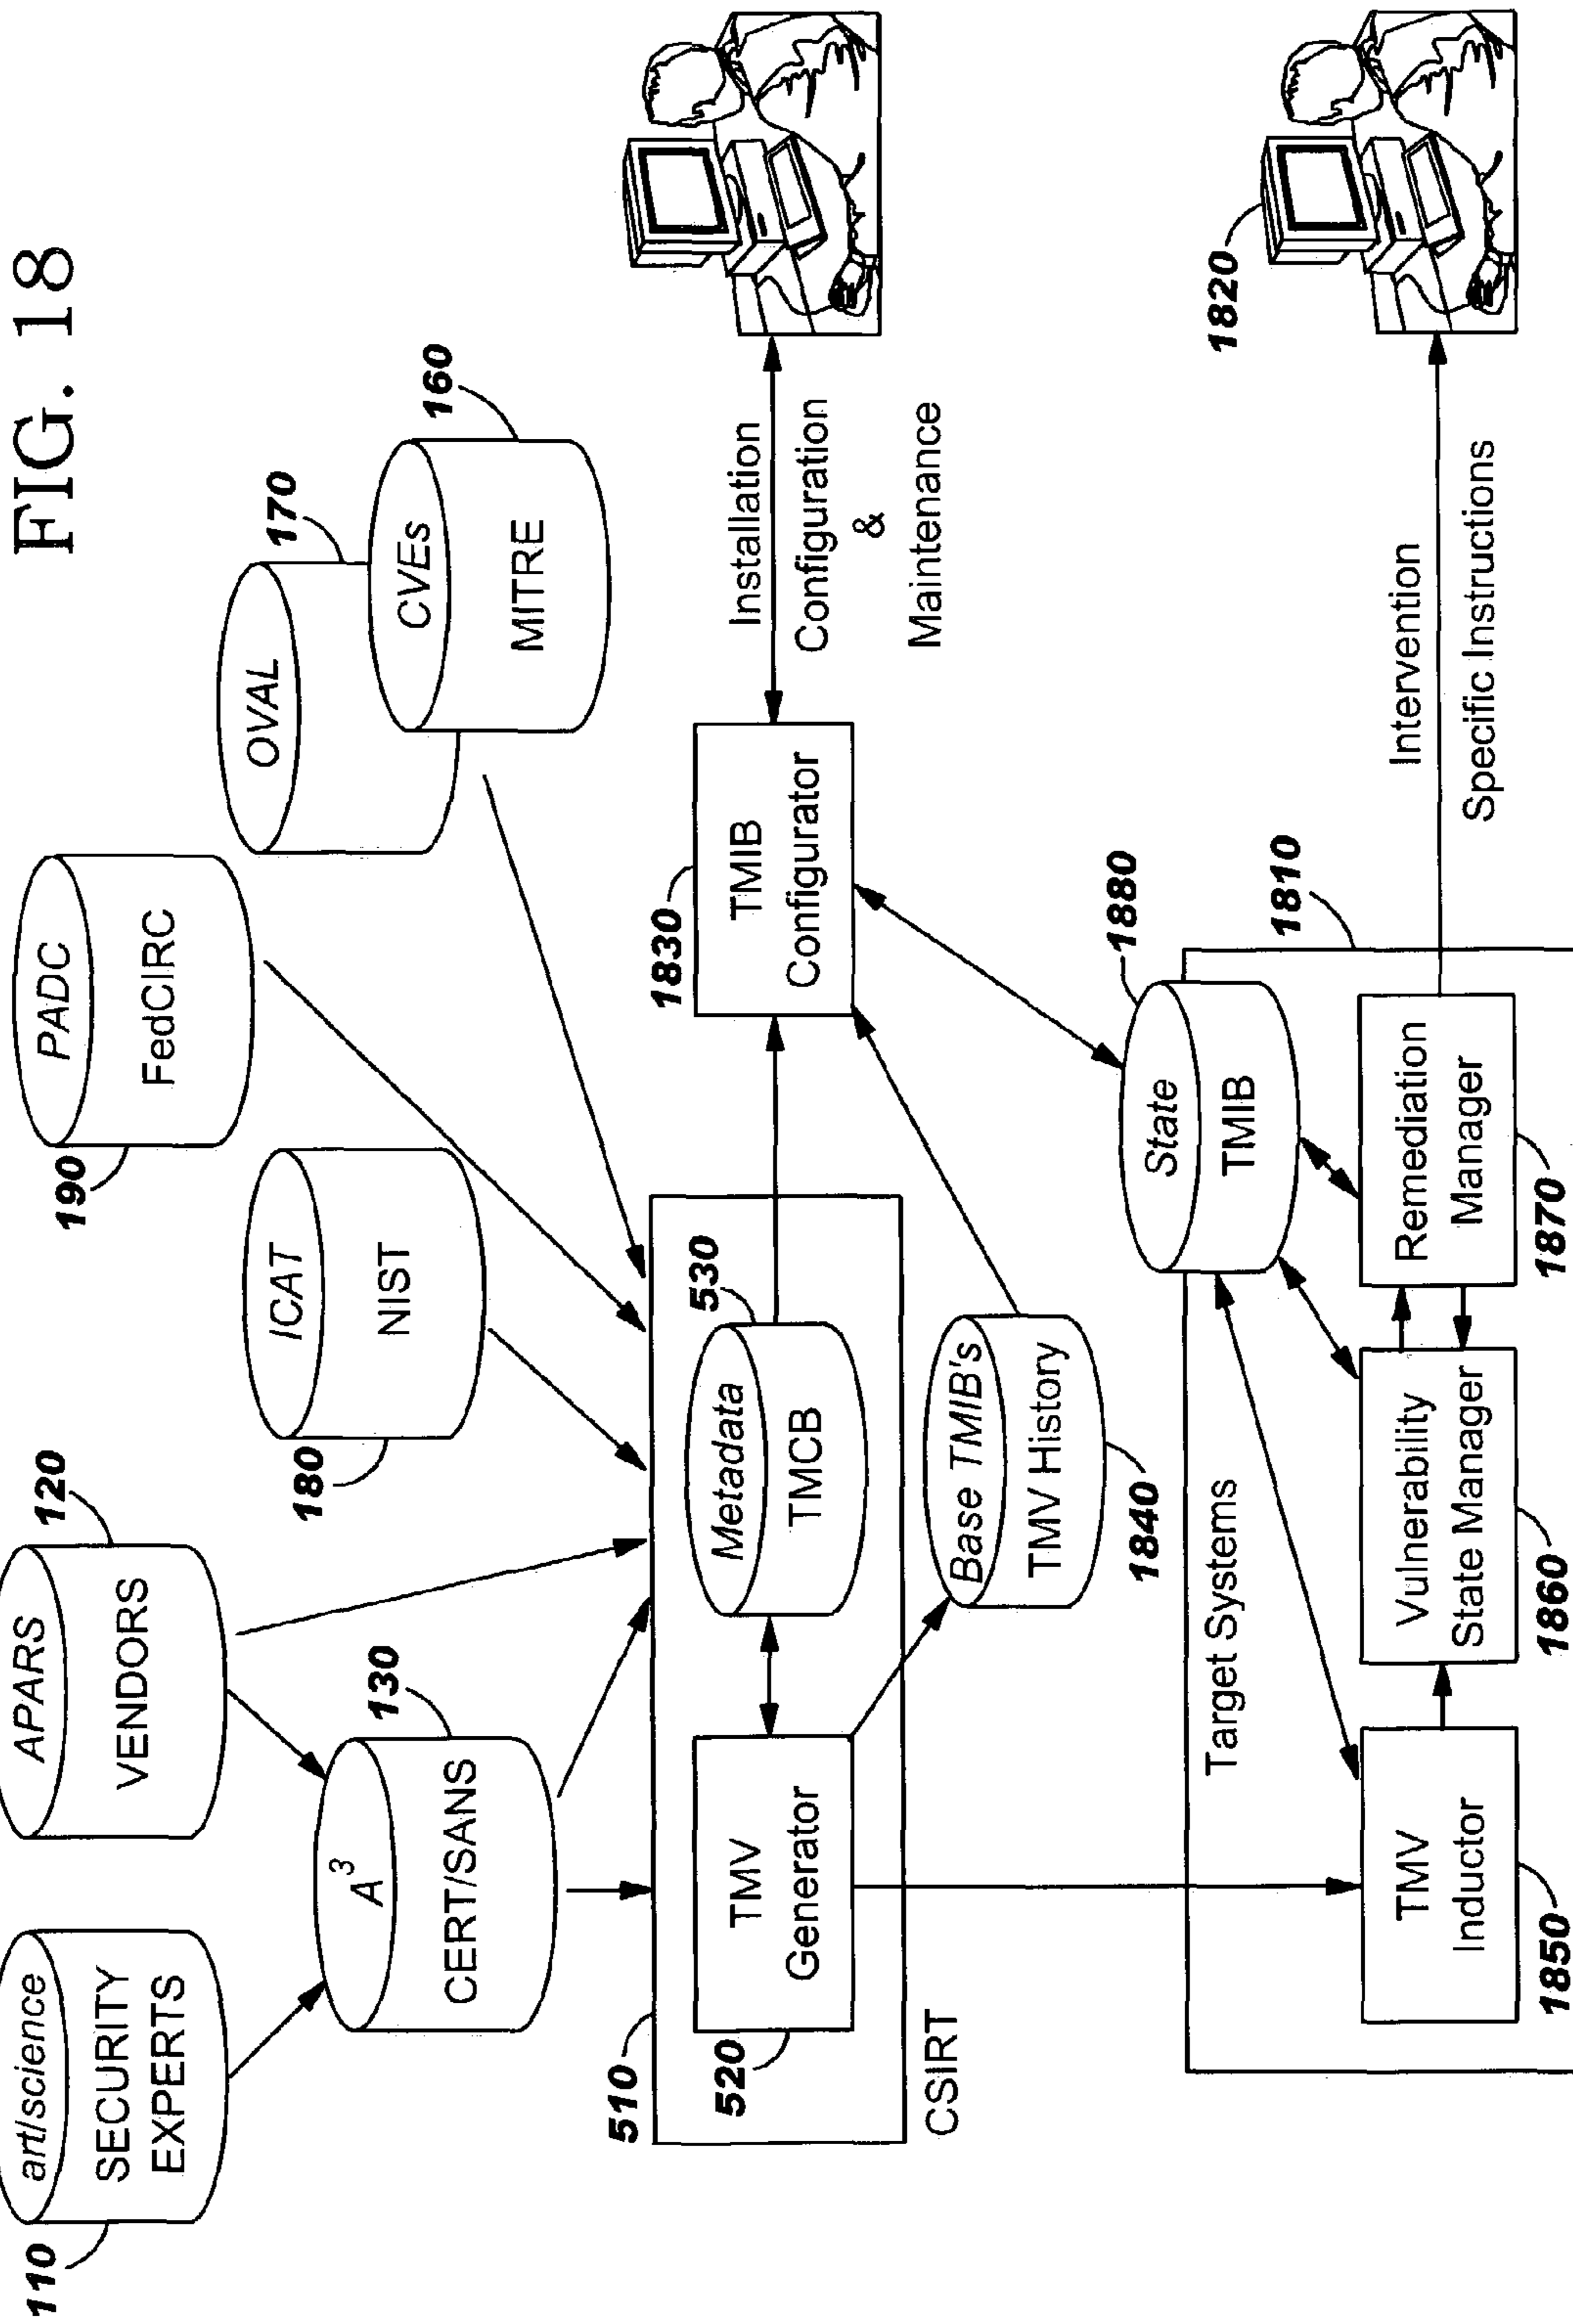 FIG. 18
110
art/science
SECURITY
EXPERTS
120
APARS
VENDORS
190
PADC
FedCIRC
170
OVAL
160
CVEs
MITRE
180
ICAT
NIST
130
A³
CERT/SANS
510
520
TMV
Generator
530
Metadata
TMCB
CSIRT
Base TMIB's
TMV History
1840
1830
TMIB
Configurator
Installation
Configuration
&
Maintenance
1880
State
TMIB
1810
Target Systems
TMV
Inductor
1850
Vulnerability
State Manager
1860
Remediation
Manager
1870
Intervention
Specific Instructions
1820